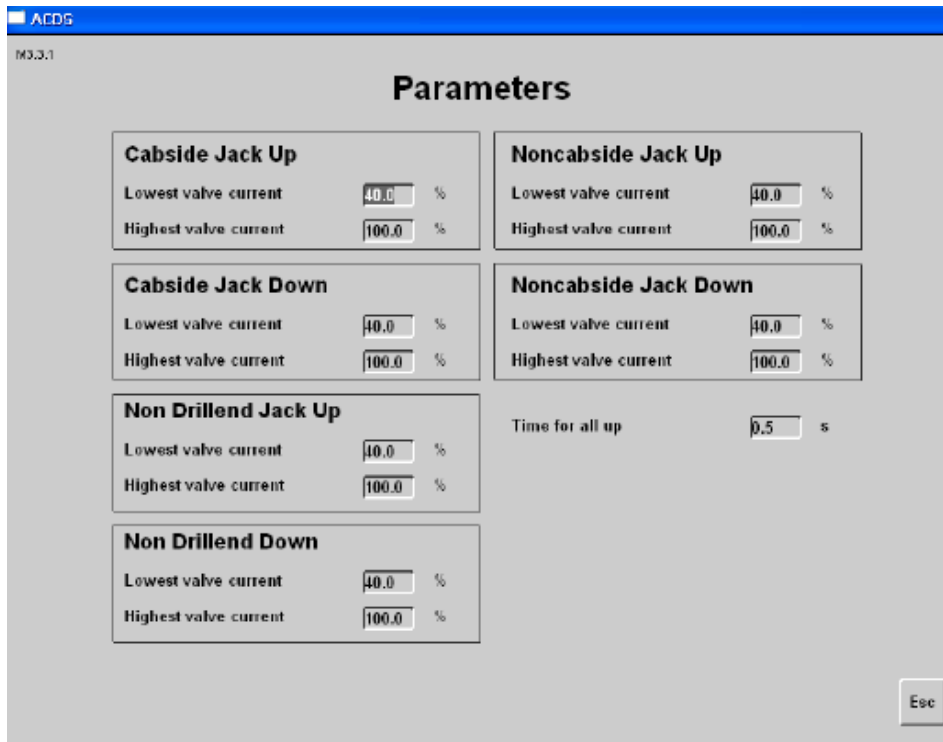 ACDS
M3.3.1
Parameters
Cabside Jack Up
Lowest valve current 40.0 %
Highest valve current 100.0 %
Noncabside Jack Up
Lowest valve current 40.0 %
Highest valve current 100.0 %
Cabside Jack Down
Lowest valve current 40.0 %
Highest valve current 100.0 %
Noncabside Jack Down
Lowest valve current 40.0 %
Highest valve current 100.0 %
Non Drillend Jack Up
Lowest valve current 40.0 %
Highest valve current 100.0 %
Time for all up 0.5 s
Non Drillend Down
Lowest valve current 40.0 %
Highest valve current 100.0 %
Esc